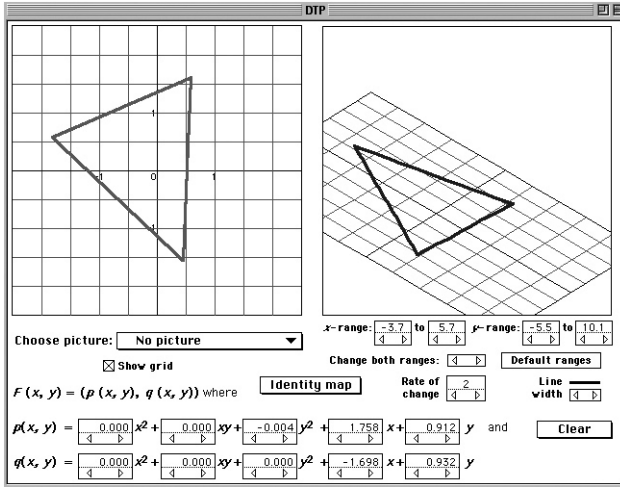 DTP
1
-1 0 1
-1
x-range: -3.7 to 5.7 y-range: -5.5 to 10.1
Choose picture: No picture
Change both ranges: Default ranges
Show grid
F (x, y) = (p (x, y), q (x, y)) where Identity map Rate of change 2 Line width
p(x, y) = 0.000 x2 + 0.000 xy + -0.004 y2 + 1.758 x + 0.912 y and Clear
q(x, y) = 0.000 x2 + 0.000 xy + 0.000 y2 + -1.698 x + 0.932 y